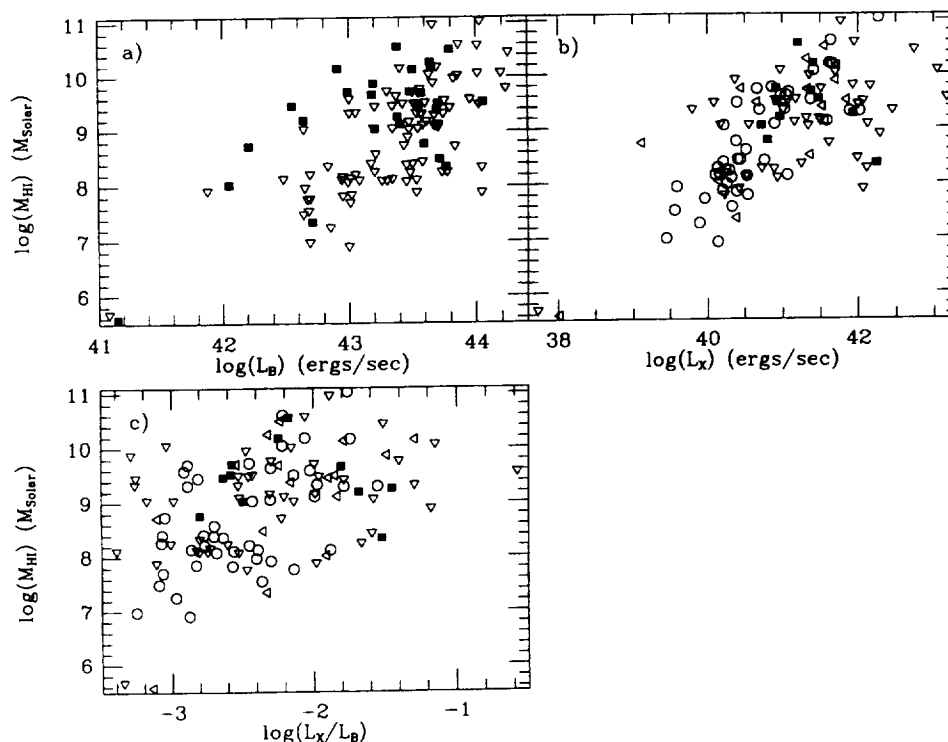 a)
11
10
9
8
7
6
log(M_HI) (M_Solar)
41
42
43
44
log(L_B) (ergs/sec)
b)
38
40
42
log(L_X) (ergs/sec)
c)
11
10
9
8
7
6
log(M_HI) (M_Solar)
-3
-2
-1
log(L_X/L_B)